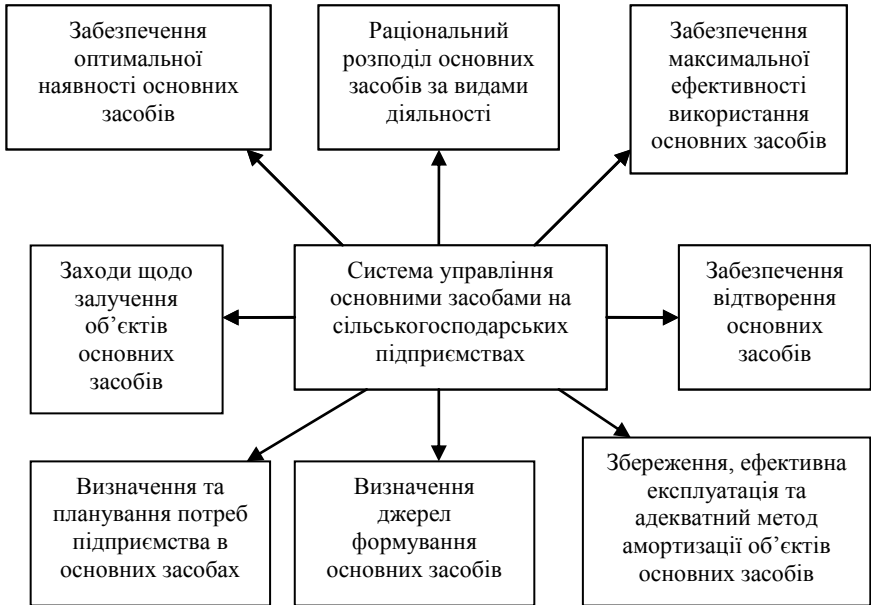 Забезпечення
оптимальної
наявності основних
засобів
Раціональний
розподіл основних
засобів за видами
діяльності
Забезпечення
максимальної
ефективності
використання
основних засобів
Заходи щодо
залучення
об’єктів
основних
засобів
Система управління
основними засобами на
сільськогосподарських
підприємствах
Забезпечення
відтворення
основних
засобів
Визначення та
планування потреб
підприємства в
основних засобах
Визначення
джерел
формування
основних засобів
Збереження, ефективна
експлуатація та
адекватний метод
амортизації об’єктів
основних засобів